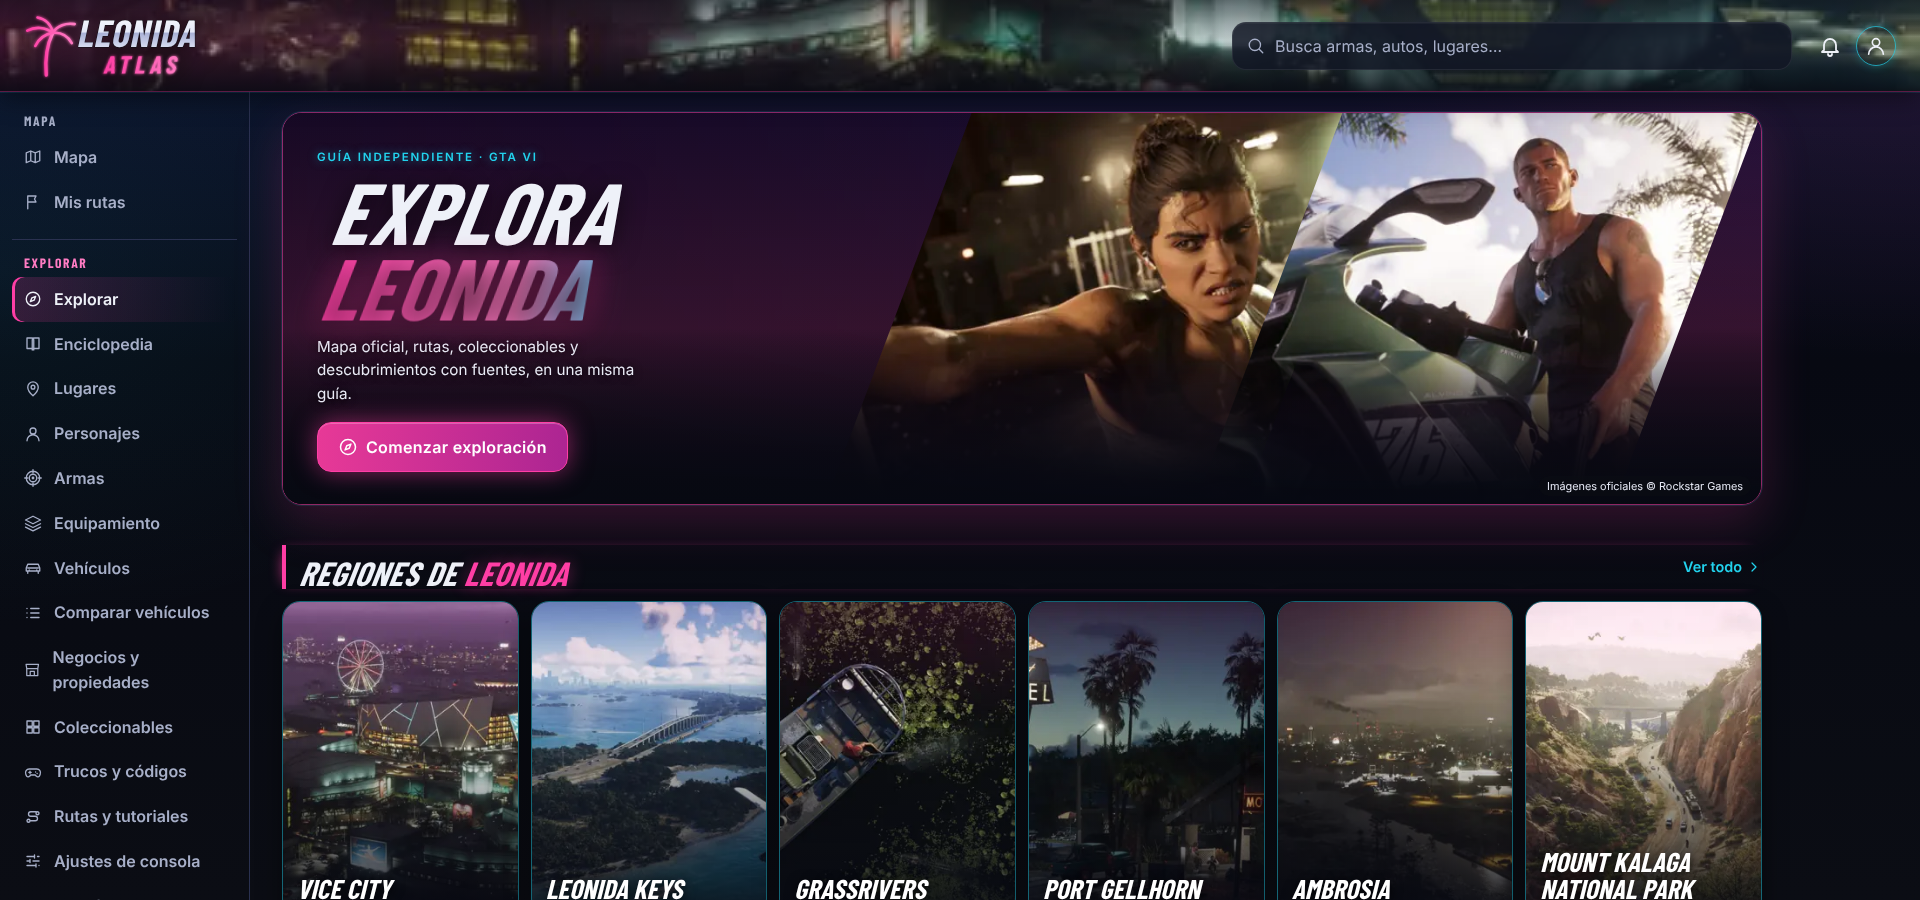 LEONIDA
ATLAS
Busca armas, autos, lugares...
MAPA
Mapa
Mis rutas
EXPLORAR
Explorar
Enciclopedia
Lugares
Personajes
Armas
Equipamiento
Vehículos
Comparar vehículos
Negocios y
propiedades
Coleccionables
Trucos y códigos
Rutas y tutoriales
Ajustes de consola
GUÍA INDEPENDIENTE · GTA VI
EXPLORA
LEONIDA
Mapa oficial, rutas, coleccionables y
descubrimientos con fuentes, en una misma
guía.
Comenzar exploración
Imágenes oficiales © Rockstar Games
REGIONES DE LEONIDA
Ver todo
VICE CITY
LEONIDA KEYS
GRASSRIVERS
PORT GELLHORN
AMBROSIA
MOUNT KALAGA
NATIONAL PARK